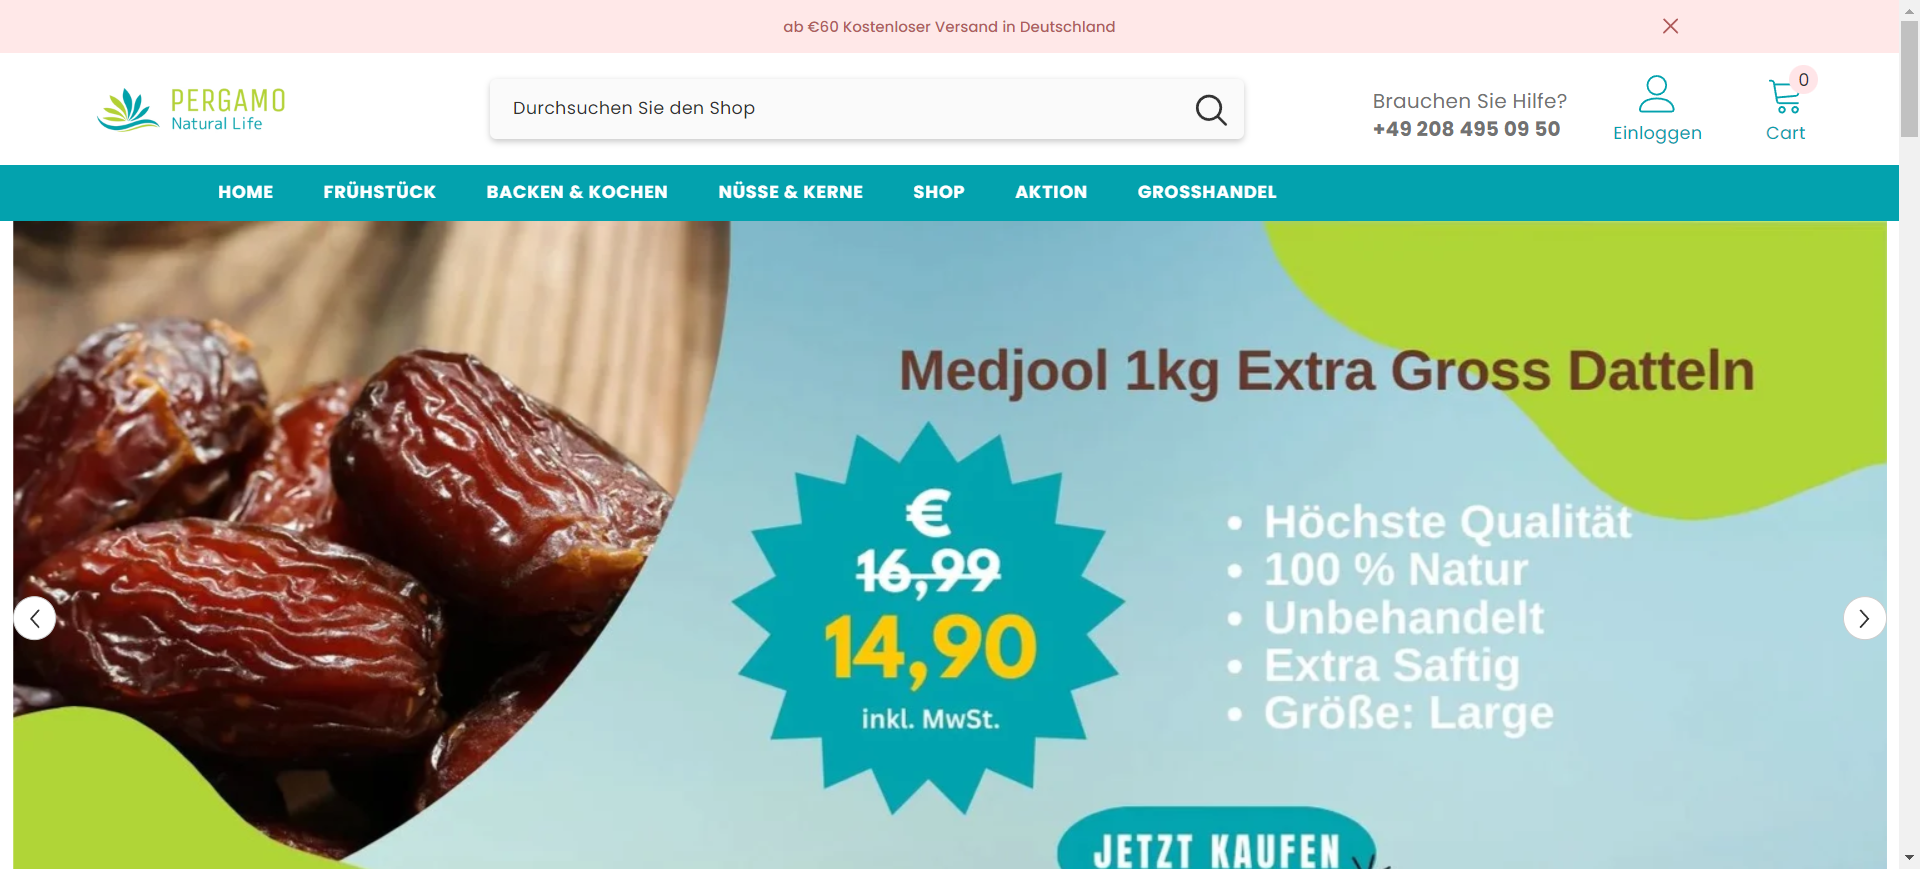 ab €60 Kostenloser Versand in Deutschland
PERGAMO
Natural Life
Durchsuchen Sie den Shop
Brauchen Sie Hilfe?
+49 208 495 09 50
Einloggen
0
Cart
HOME FRÜHSTÜCK BACKEN & KOCHEN NÜSSE & KERNE SHOP AKTION GROSSHANDEL
Medjool 1kg Extra Gross Datteln
€
16,99
14,90
inkl. MwSt.
• Höchste Qualität
• 100 % Natur
• Unbehandelt
• Extra Saftig
• Größe: Large
JETZT KAUFEN